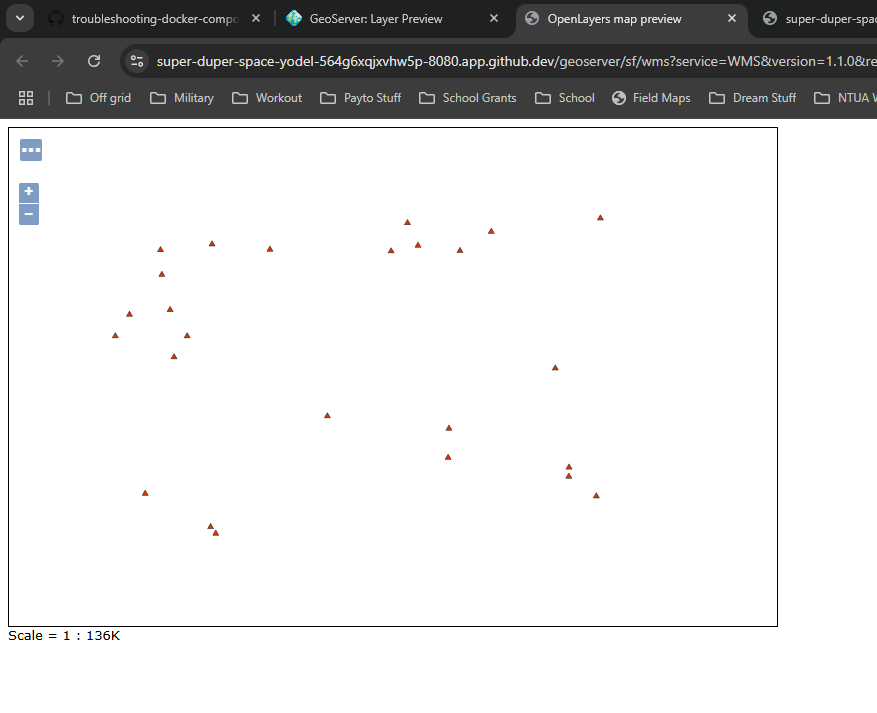 troubleshooting-docker-compo
GeoServer: Layer Preview
OpenLayers map preview
super-duper-spac
super-duper-space-yodel-564g6xqjxvhw5p-8080.app.github.dev/geoserver/sf/wms?service=WMS&version=1.1.0&re
Off grid
Military
Workout
Payto Stuff
School Grants
School
Field Maps
Dream Stuff
NTUA W
+
−
Scale = 1 : 136K